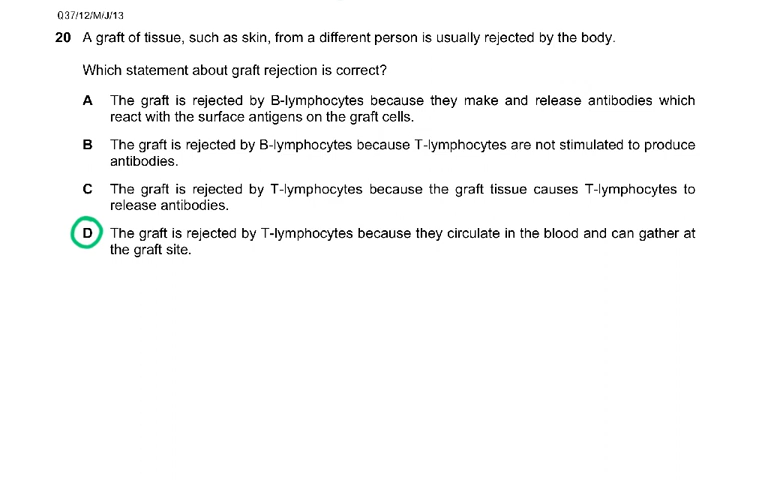 Q37/12/M/J/13
20 A graft of tissue, such as skin, from a different person is usually rejected by the body.
Which statement about graft rejection is correct?
A The graft is rejected by B-lymphocytes because they make and release antibodies which
react with the surface antigens on the graft cells.
B The graft is rejected by B-lymphocytes because T-lymphocytes are not stimulated to produce
antibodies.
C The graft is rejected by T-lymphocytes because the graft tissue causes T-lymphocytes to
release antibodies.
D The graft is rejected by T-lymphocytes because they circulate in the blood and can gather at
the graft site.